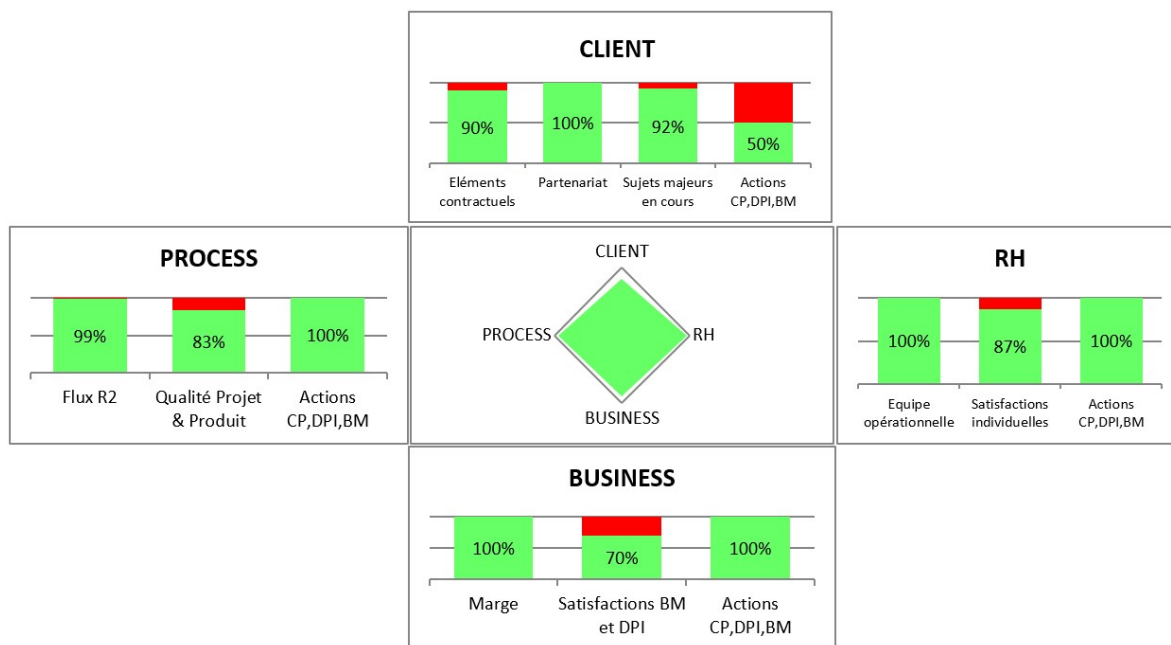 CLIENT
90%
100%
92%
50%
Eléments
contractuels
Partenariat
Sujets majeurs
en cours
Actions
CP,DPI,BM
PROCESS
99%
83%
100%
Flux R2
Qualité Projet
& Produit
Actions
CP,DPI,BM
CLIENT
PROCESS
RH
BUSINESS
RH
100%
87%
100%
Equipe
opérationnelle
Satisfactions
individuelles
Actions
CP,DPI,BM
BUSINESS
100%
70%
100%
Marge
Satisfactions BM
et DPI
Actions
CP,DPI,BM